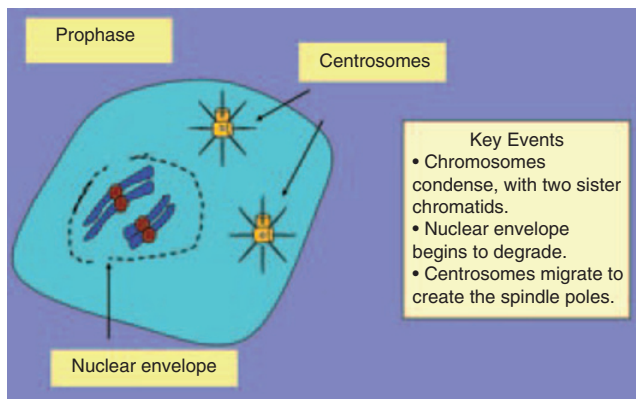 Prophase
Centrosomes
Key Events
• Chromosomes
condense, with two sister
chromatids.
• Nuclear envelope
begins to degrade.
• Centrosomes migrate to
create the spindle poles.
Nuclear envelope